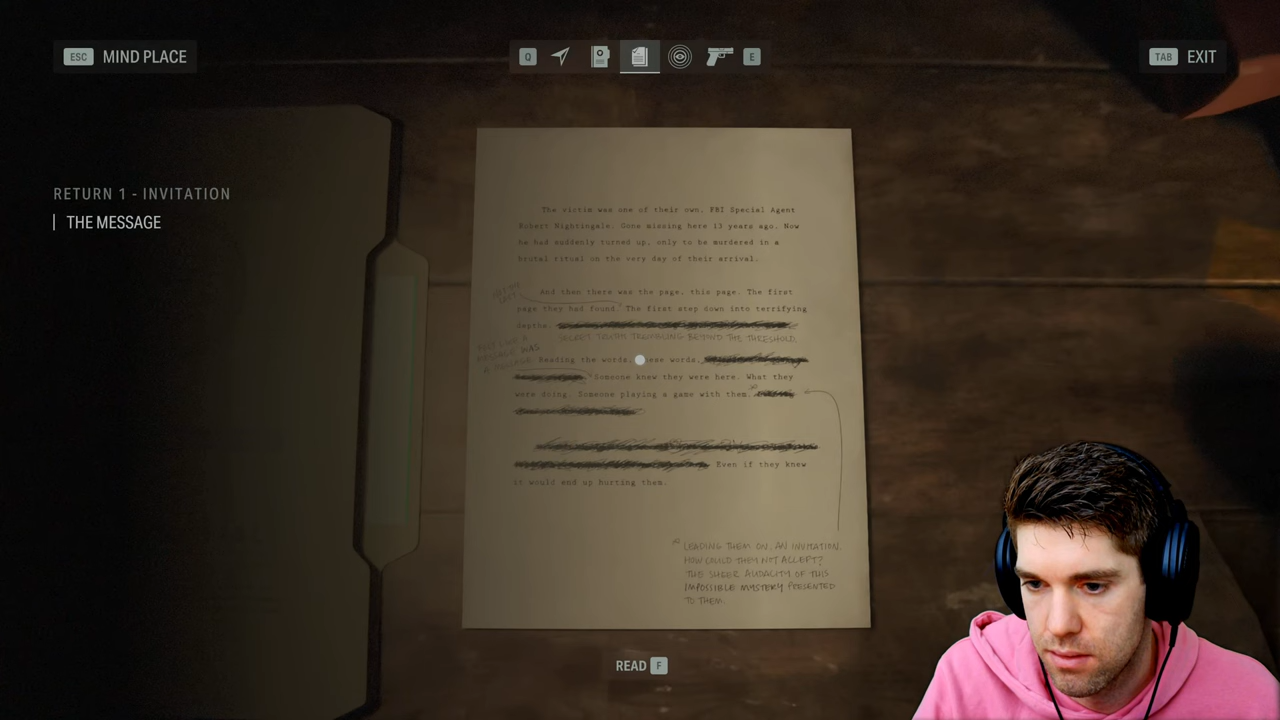 ESC MIND PLACE
Q
E
TAB EXIT
RETURN 1 - INVITATION
THE MESSAGE
The victim was one of their own, FBI Special Agent
Robert Nightingale. Gone missing here 13 years ago. Now
he had suddenly turned up, only to be murdered in a
brutal ritual on the very day of their arrival.
And then there was the page, this page. The first
page they had found. The first step down into terrifying
depths.
SECRET TRUTH TREMBLING BEYOND THE THRESHOLD.
MESSAGE WAS
Reading the words, these words,
Someone knew they were here. What they
were doing. Someone playing a game with them.
Even if they knew
it would end up hurting them.
LEADING THEM ON. AN INVITATION.
HOW COULD THEY NOT ACCEPT?
THE SHEER AUDACITY OF THIS
IMPOSSIBLE MYSTERY PRESENTED
TO THEM.
READ F